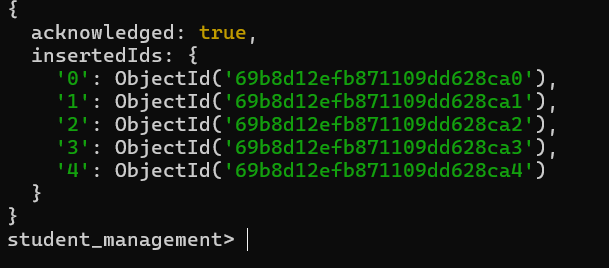 {
  acknowledged: true,
  insertedIds: {
    '0': ObjectId('69b8d12efb871109dd628ca0'),
    '1': ObjectId('69b8d12efb871109dd628ca1'),
    '2': ObjectId('69b8d12efb871109dd628ca2'),
    '3': ObjectId('69b8d12efb871109dd628ca3'),
    '4': ObjectId('69b8d12efb871109dd628ca4')
  }
}
student_management>